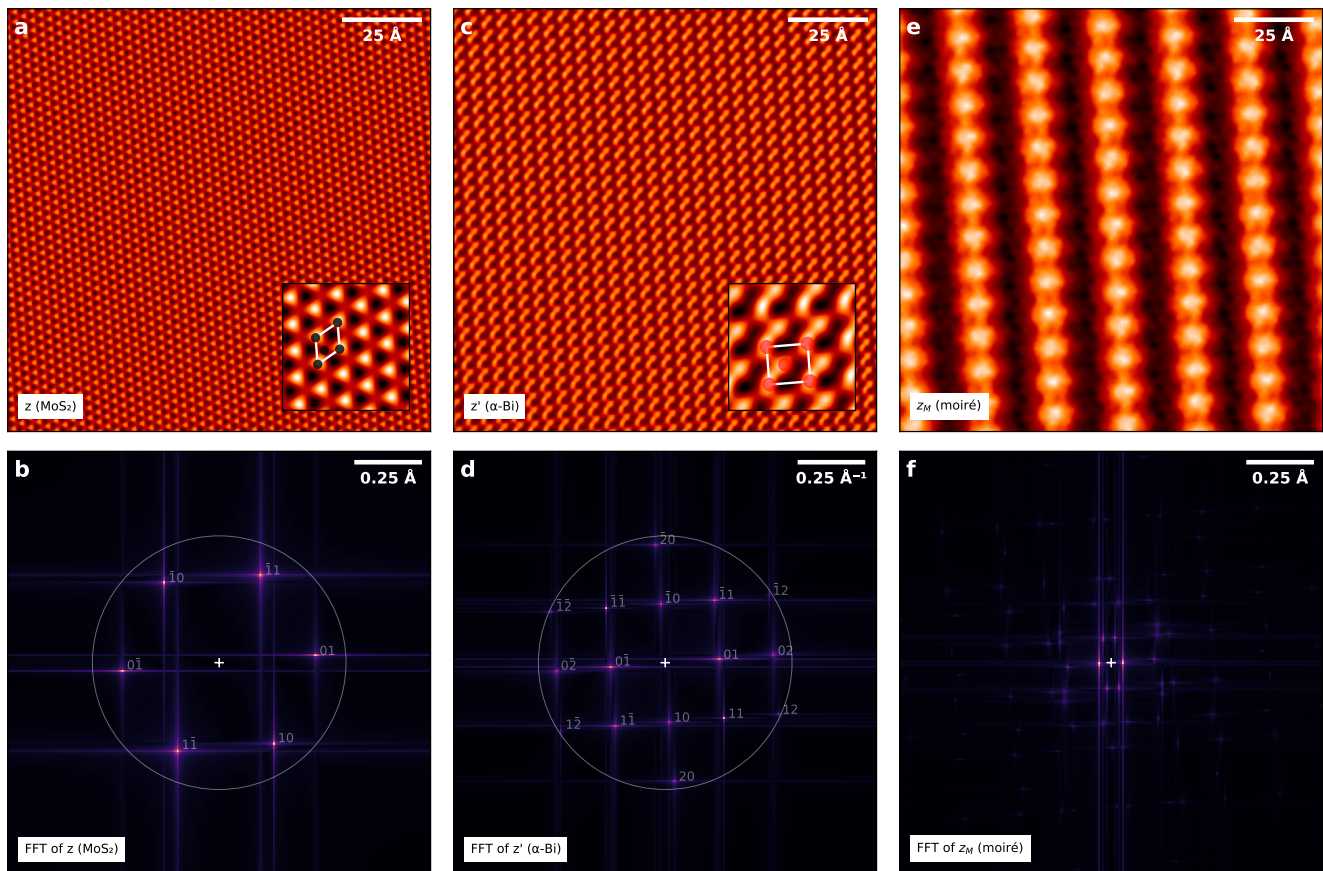 a
25 Å
z (MoS₂)
c
25 Å
z' (α-Bi)
e
25 Å
z_M (moiré)
b
0.25 Å
1̄0
1̄1
01̄
01
11̄
10
FFT of z (MoS₂)
d
0.25 Å⁻¹
2̄0
1̄2̄
1̄1̄
1̄0
1̄1
1̄2
02̄
01̄
01
02
12̄
11̄
10
11
12
20
FFT of z' (α-Bi)
f
0.25 Å
FFT of z_M (moiré)